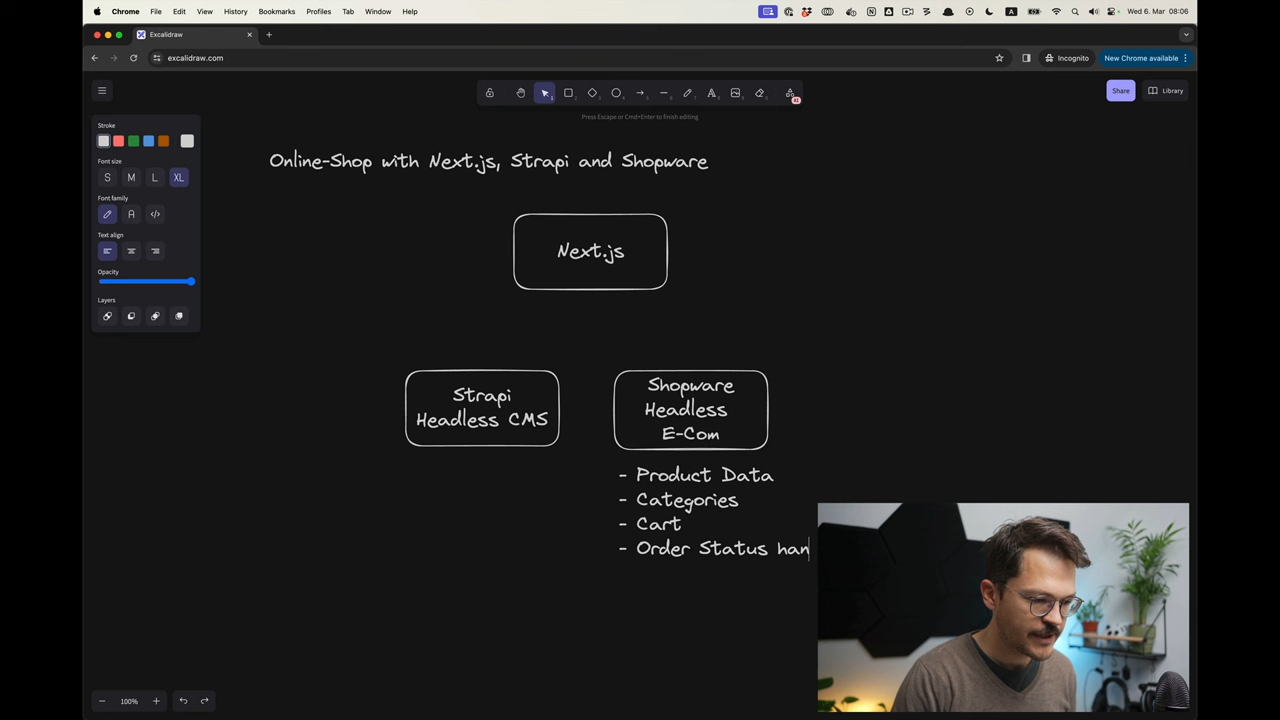 Chrome File Edit View History Bookmarks Profiles Tab Window Help A Wed 6. Mar 08:06
Excalidraw
excalidraw.com Incognito New Chrome available
Share Library
Press Escape or Cmd+Enter to finish editing
Stroke
Font size
S M L XL
Font family
A </>
Text align
Opacity
Layers
Online-Shop with Next.js, Strapi and Shopware
Next.js
Strapi
Headless CMS
Shopware
Headless
E-Com
- Product Data
- Categories
- Cart
- Order Status han
100%